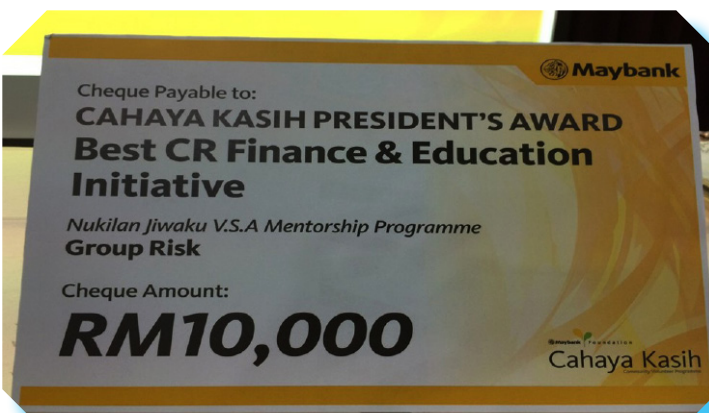 Maybank
Cheque Payable to:
CAHAYA KASIH PRESIDENT'S AWARD
Best CR Finance & Education
Initiative
Nukilan Jiwaku V.S.A Mentorship Programme
Group Risk
Cheque Amount:
RM10,000
Maybank foundation
Cahaya Kasih